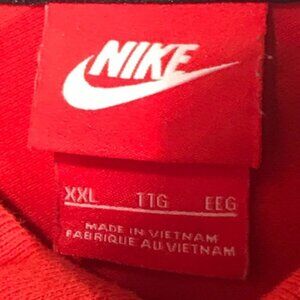 NIKE
XXL TTG EEG
MADE IN VIETNAM
FABRIQUE AU VIETNAM